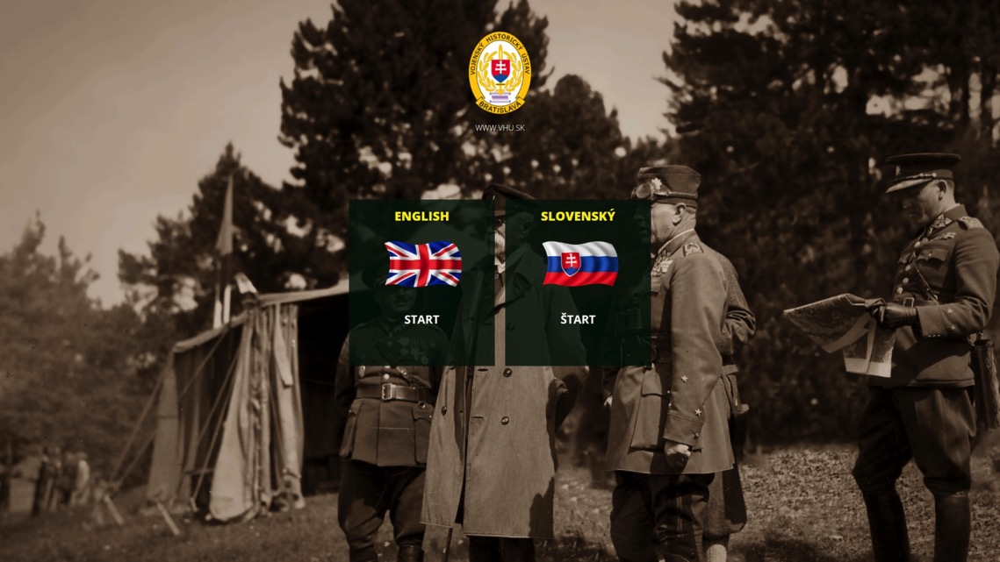 VOJENSKÝ HISTORICKÝ ÚSTAV
BRATISLAVA
WWW.VHU.SK
ENGLISH
SLOVENSKÝ
START
ŠTART